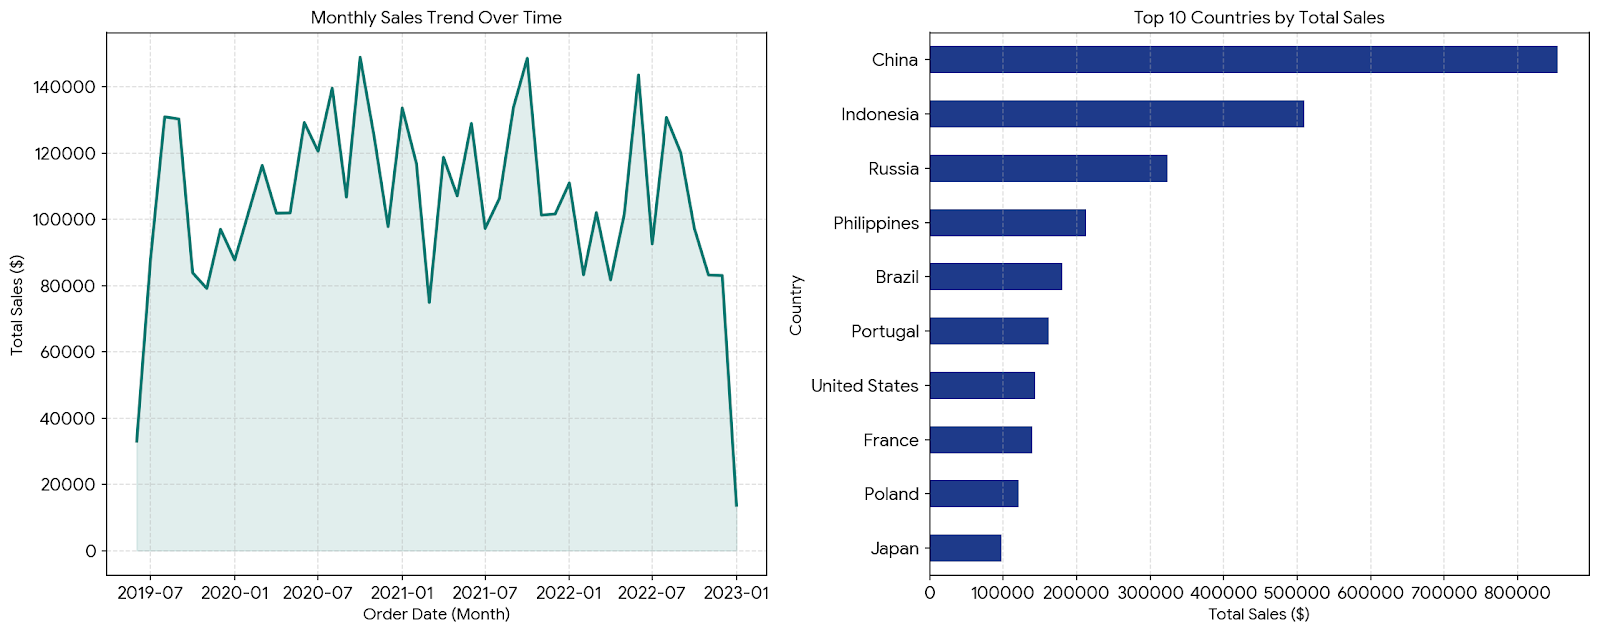 Monthly Sales Trend Over Time
Total Sales ($)
140000
120000
100000
80000
60000
40000
20000
0
2019-07 2020-01 2020-07 2021-01 2021-07 2022-01 2022-07 2023-01
Order Date (Month)
Top 10 Countries by Total Sales
Country
China
Indonesia
Russia
Philippines
Brazil
Portugal
United States
France
Poland
Japan
0 100000 200000 300000 400000 500000 600000 700000 800000
Total Sales ($)